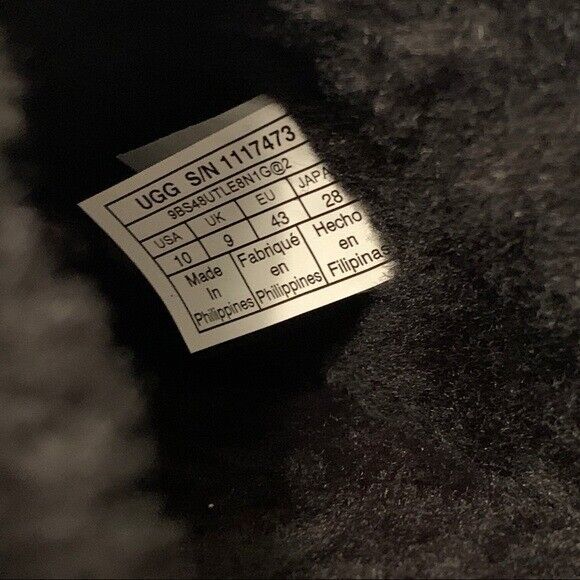 UGG S/N 1117473
9BS48UTLE8N1G@2
USA UK EU JAPA
10 9 43 28
Made Fabriqué Hecho
In en en
Philippines Philippines Filipinas